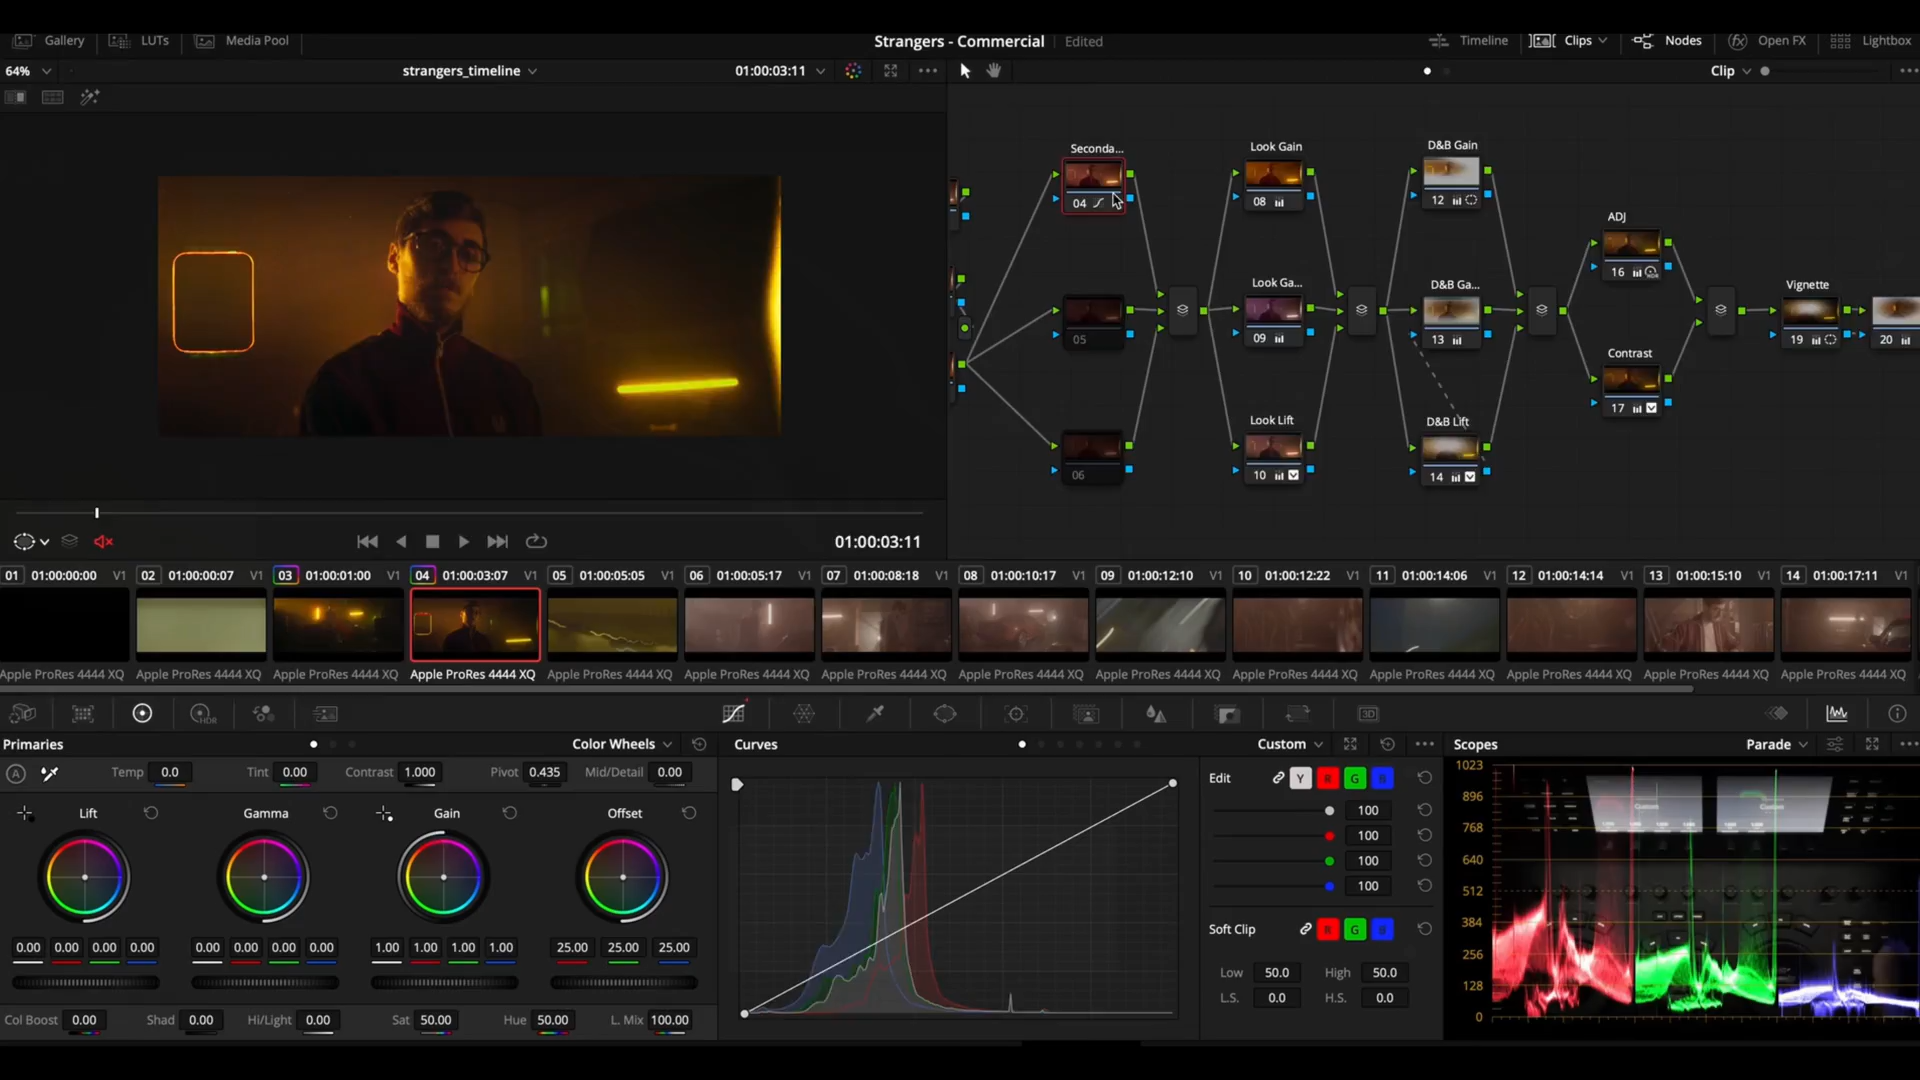 Gallery LUTs Media Pool Strangers - Commercial Edited Timeline Clips Nodes Open FX Lightbox
64% strangers_timeline 01:00:03:11 Clip
Seconda... Look Gain D&B Gain
04 08 12
ADJ
16
Look Ga... D&B Ga... Vignette
05 09 13 19 20
Contrast
17
Look Lift D&B Lift
06 10 14
01:00:03:11
01 01:00:00:00 V1 02 01:00:00:07 V1 03 01:00:01:00 V1 04 01:00:03:07 V1 05 01:00:05:05 V1 06 01:00:05:17 V1 07 01:00:08:18 V1 08 01:00:10:17 V1 09 01:00:12:10 V1 10 01:00:12:22 V1 11 01:00:14:06 V1 12 01:00:14:14 V1 13 01:00:15:10 V1 14 01:00:17:11 V1
Apple ProRes 4444 XQ Apple ProRes 4444 XQ Apple ProRes 4444 XQ Apple ProRes 4444 XQ Apple ProRes 4444 XQ Apple ProRes 4444 XQ Apple ProRes 4444 XQ Apple ProRes 4444 XQ Apple ProRes 4444 XQ Apple ProRes 4444 XQ Apple ProRes 4444 XQ Apple ProRes 4444 XQ Apple ProRes 4444 XQ Apple ProRes 4444 XQ
HDR 3D
Primaries Color Wheels
A Temp 0.0 Tint 0.00 Contrast 1.000 Pivot 0.435 Mid/Detail 0.00
Lift Gamma Gain Offset
0.00 0.00 0.00 0.00 0.00 0.00 0.00 0.00 1.00 1.00 1.00 1.00 25.00 25.00 25.00
Col Boost 0.00 Shad 0.00 Hi/Light 0.00 Sat 50.00 Hue 50.00 L. Mix 100.00
Curves Custom
Edit Y R G B
100
100
100
100
Soft Clip R G B
Low 50.0 High 50.0
L.S. 0.0 H.S. 0.0
Scopes Parade
1023
896
768
640
512
384
256
128
0